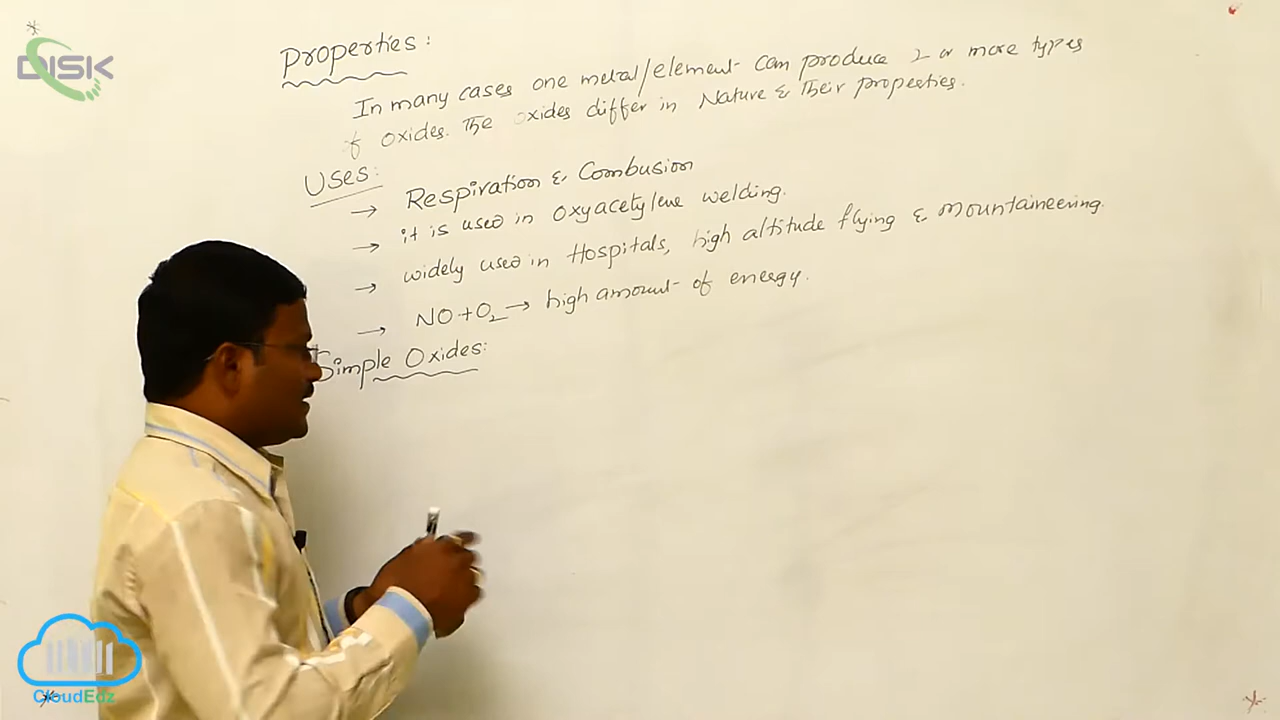 DISK
Properties:
In many cases one metal/element can produce 2 or more types
of oxides. The oxides differ in Nature & Their properties.
Uses:
→ Respiration & Combusion
→ it is used in oxyacetylene welding.
→ widely used in Hospitals, high altitude flying & mountaineering.
→ NO + O₂ → high amount of energy.
Simple Oxides:
CloudEdz